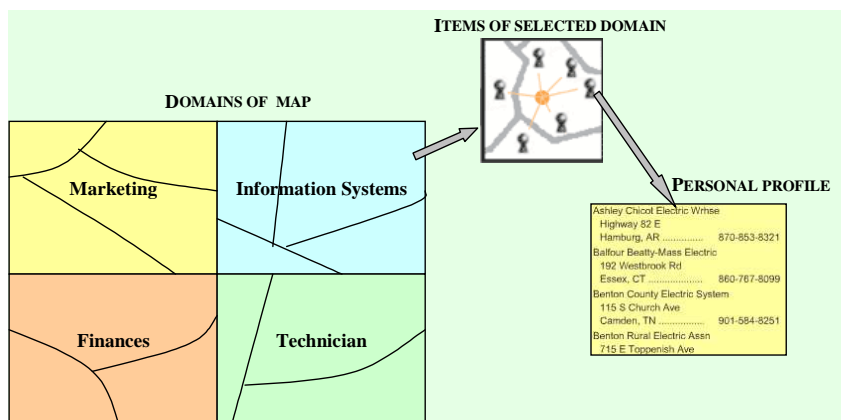 ITEMS OF SELECTED DOMAIN
DOMAINS OF MAP
Marketing
Information Systems
Finances
Technician
PERSONAL PROFILE
Ashley Chicot Electric Wrhse
Highway 82 E
Hamburg, AR ............... 870-853-8321
Balfour Beatty-Mass Electric
192 Westbrook Rd
Essex, CT .................... 860-767-8099
Benton County Electric System
115 S Church Ave
Camden, TN ................. 901-584-8251
Benton Rural Electric Assn
715 E Toppenish Ave